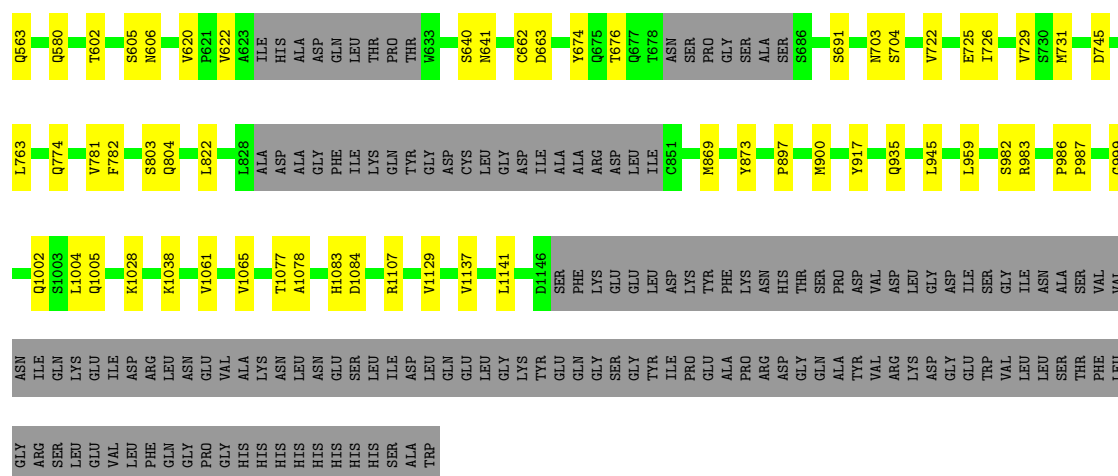 Q563 Q580 T602 S605 N606 V620 P621 V622 A623 ILE HIS ALA ASP GLN LEU THR PRO THR W633 S640 N641 C662 D663 Y674 Q675 T676 Q677 T678 ASN SER PRO GLY SER ALA SER S686 S691 N703 S704 V722 E725 I726 V729 S730 M731 D745
L763 Q774 V781 F782 S803 Q804 L822 L828 ALA ASP ALA GLY PHE ILE LYS GLN TYR GLY ASP CYS LEU GLY ASP ILE ALA ALA ARG ASP LEU ILE C851 M869 Y873 P897 M900 Y917 Q935 L945 L959 S982 R983 P986 P987
Q1002 S1003 L1004 Q1005 K1028 K1038 V1061 V1065 T1077 A1078 H1083 D1084 R1107 V1129 V1137 L1141 D1146 SER PHE LYS GLU GLU LEU ASP LYS TYR PHE LYS ASN HIS THR SER PRO ASP VAL ASP LEU GLY ASP ILE SER GLY ILE ASN ALA SER VAL VAL
ASN ILE GLN LYS GLU ILE ASP ARG LEU ASN GLU VAL ALA LYS ASN LEU ASN GLU SER LEU ILE ASP LEU GLN GLU LEU GLY LYS TYR GLU GLN GLY SER GLY TYR ILE PRO GLU ALA PRO ARG ASP GLY GLN ALA TYR VAL ARG LYS ASP GLY GLU TRP VAL LEU LEU SER THR PHE LEU
GLY ARG SER LEU GLU VAL LEU PHE GLN GLY PRO GLY HIS HIS HIS HIS HIS HIS HIS HIS SER ALA TRP